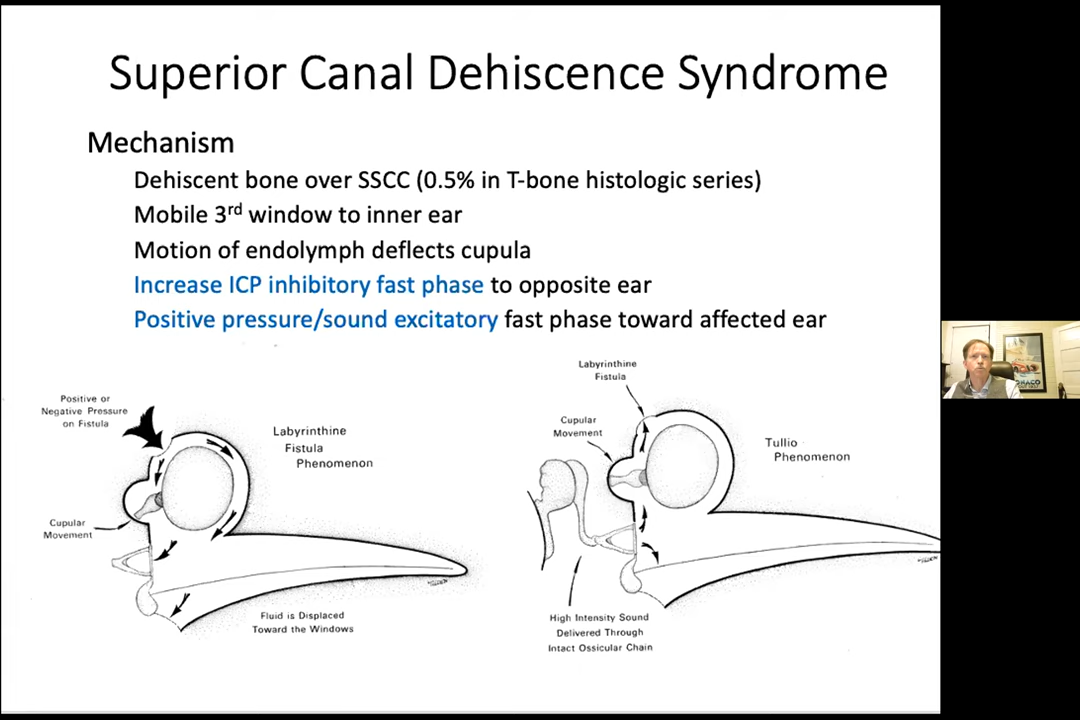 Superior Canal Dehiscence Syndrome
Mechanism
Dehiscent bone over SSCC (0.5% in T-bone histologic series)
Mobile 3rd window to inner ear
Motion of endolymph deflects cupula
Increase ICP inhibitory fast phase to opposite ear
Positive pressure/sound excitatory fast phase toward affected ear
Positive or
Negative Pressure
on Fistula
Labyrinthine
Fistula
Phenomenon
Cupular
Movement
Fluid is Displaced
Toward the Windows
Labyrinthine
Fistula
Cupular
Movement
Tullio
Phenomenon
High Intensity Sound
Delivered Through
Intact Ossicular Chain